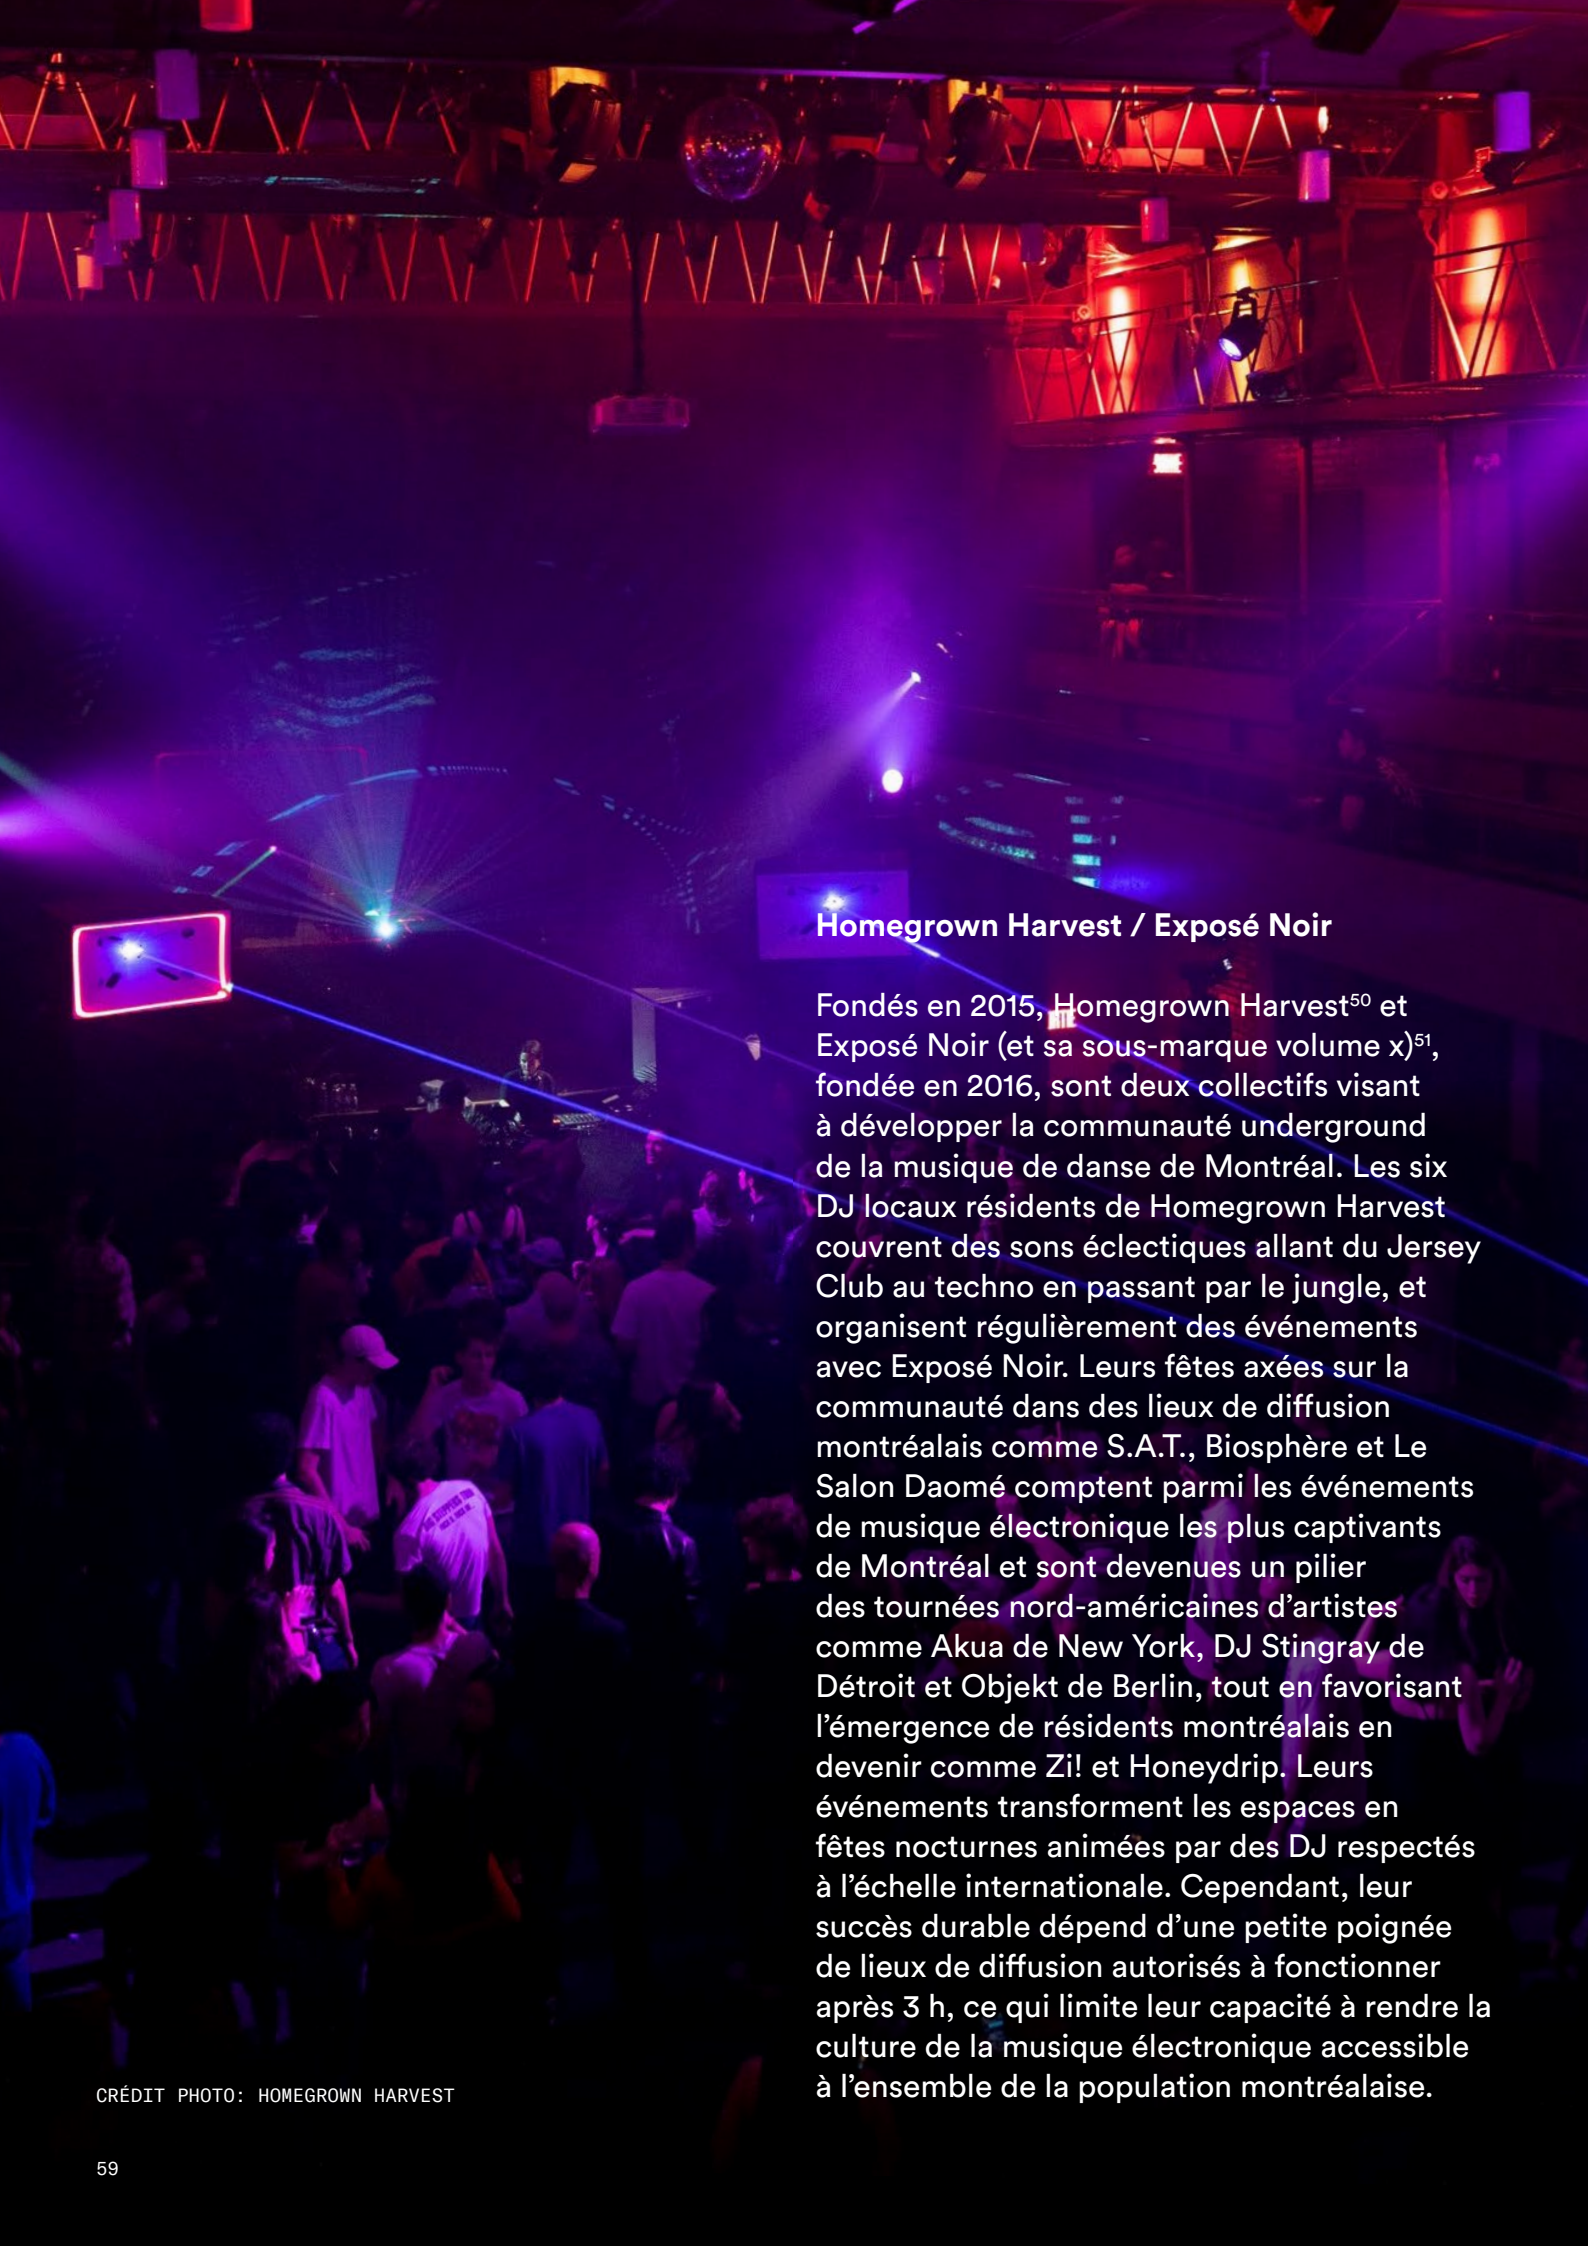 Homegrown Harvest / Exposé Noir
Fondés en 2015, Homegrown Harvest⁵⁰ et
Exposé Noir (et sa sous-marque volume x)⁵¹,
fondée en 2016, sont deux collectifs visant
à développer la communauté underground
de la musique de danse de Montréal. Les six
DJ locaux résidents de Homegrown Harvest
couvrent des sons éclectiques allant du Jersey
Club au techno en passant par le jungle, et
organisent régulièrement des événements
avec Exposé Noir. Leurs fêtes axées sur la
communauté dans des lieux de diffusion
montréalais comme S.A.T., Biosphère et Le
Salon Daomé comptent parmi les événements
de musique électronique les plus captivants
de Montréal et sont devenues un pilier
des tournées nord-américaines d’artistes
comme Akua de New York, DJ Stingray de
Détroit et Objekt de Berlin, tout en favorisant
l’émergence de résidents montréalais en
devenir comme Zi! et Honeydrip. Leurs
événements transforment les espaces en
fêtes nocturnes animées par des DJ respectés
à l’échelle internationale. Cependant, leur
succès durable dépend d’une petite poignée
de lieux de diffusion autorisés à fonctionner
après 3 h, ce qui limite leur capacité à rendre la
culture de la musique électronique accessible
à l’ensemble de la population montréalaise.
CRÉDIT PHOTO: HOMEGROWN HARVEST
59